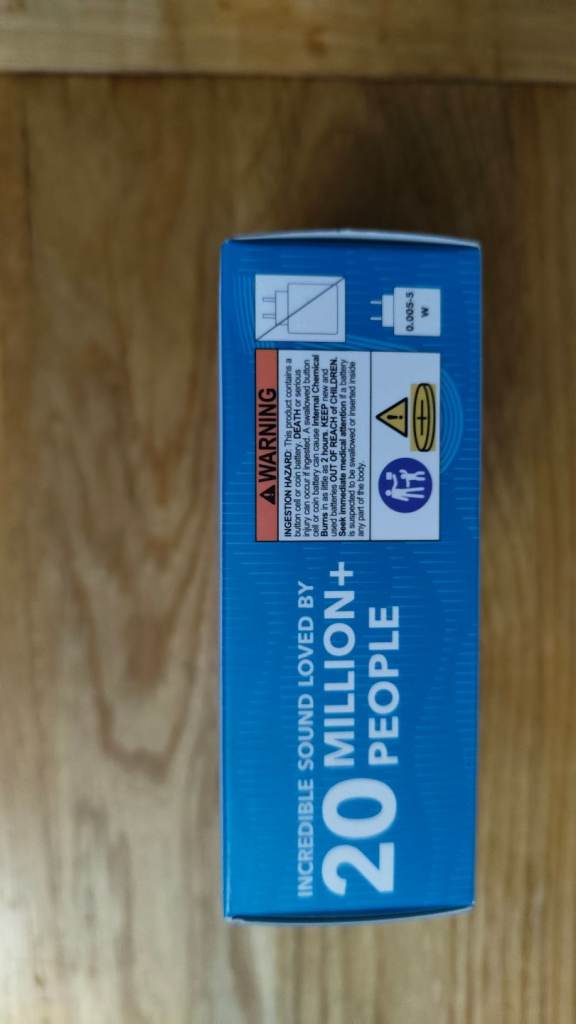 INCREDIBLE SOUND LOVED BY
20 MILLION+
PEOPLE
WARNING
INGESTION HAZARD: This product contains a
button cell or coin battery. DEATH or serious
injury can occur if ingested. A swallowed button
cell or coin battery can cause Internal Chemical
Burns in as little as 2 hours. KEEP new and
used batteries OUT OF REACH of CHILDREN.
Seek immediate medical attention if a battery
is suspected to be swallowed or inserted inside
any part of the body.
0.005-5
W